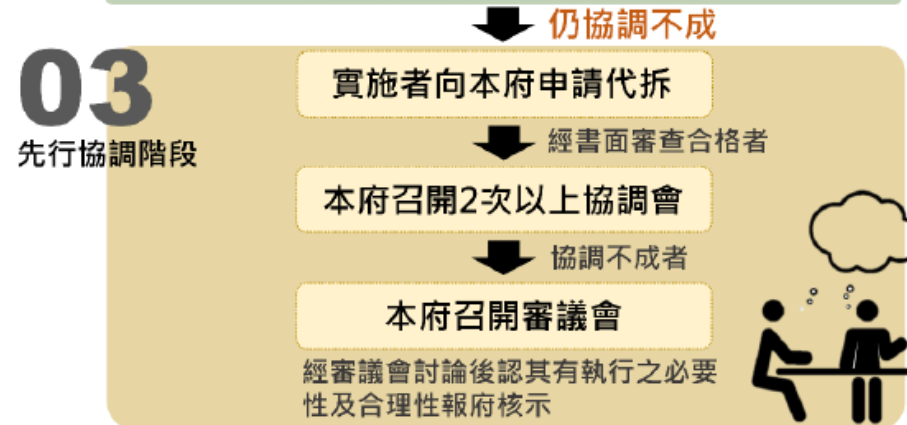 仍協調不成
03
先行協調階段
實施者向本府申請代拆
經書面審查合格者
本府召開2次以上協調會
協調不成者
本府召開審議會
經審議會討論後認其有執行之必要
性及合理性報府核示